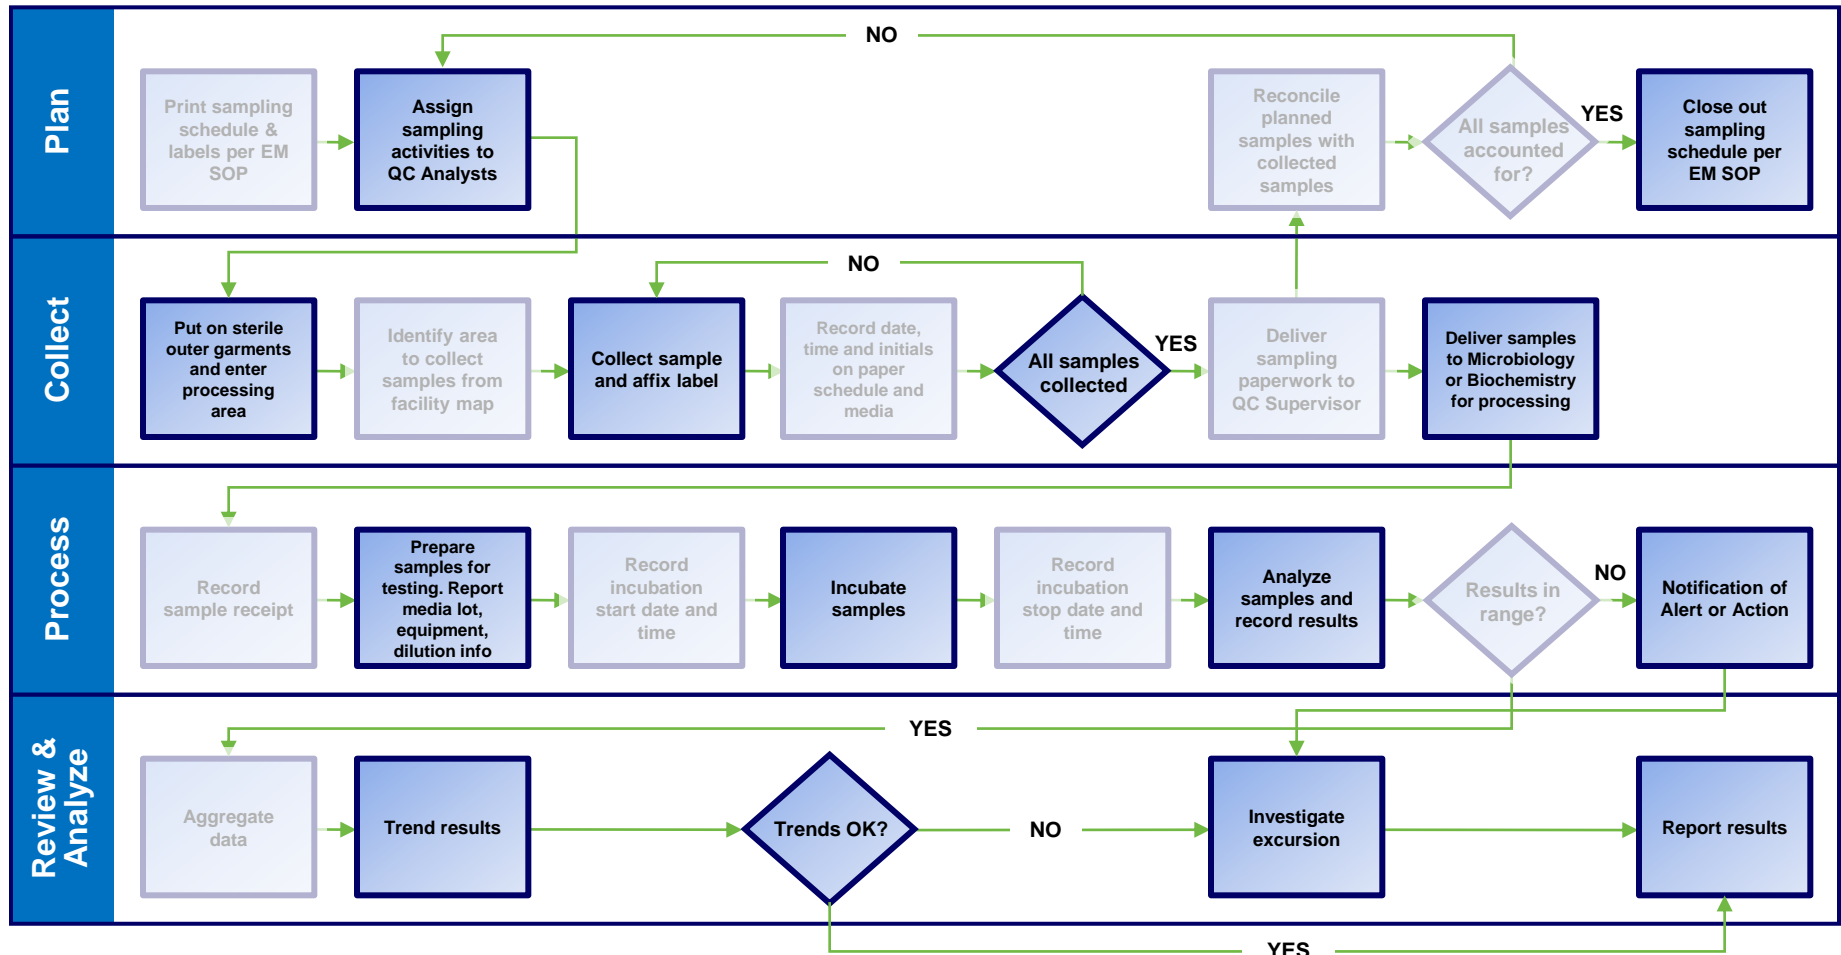 Plan
NO
Print sampling
schedule &
labels per EM
SOP
Assign
sampling
activities to
QC Analysts
Reconcile
planned
samples with
collected
samples
All samples
accounted
for?
YES
Close out
sampling
schedule per
EM SOP
Collect
NO
Put on sterile
outer garments
and enter
processing
area
Identify area
to collect
samples from
facility map
Collect sample
and affix label
Record date,
time and initials
on paper
schedule and
media
All samples
collected
YES
Deliver
sampling
paperwork to
QC Supervisor
Deliver samples
to Microbiology
or Biochemistry
for processing
Process
Record
sample receipt
Prepare
samples for
testing. Report
media lot,
equipment,
dilution info
Record
incubation
start date and
time
Incubate
samples
Record
incubation
stop date and
time
Analyze
samples and
record results
Results in
range?
NO
Notification of
Alert or Action
Review &
Analyze
YES
Aggregate
data
Trend results
Trends OK?
NO
Investigate
excursion
Report results
YES